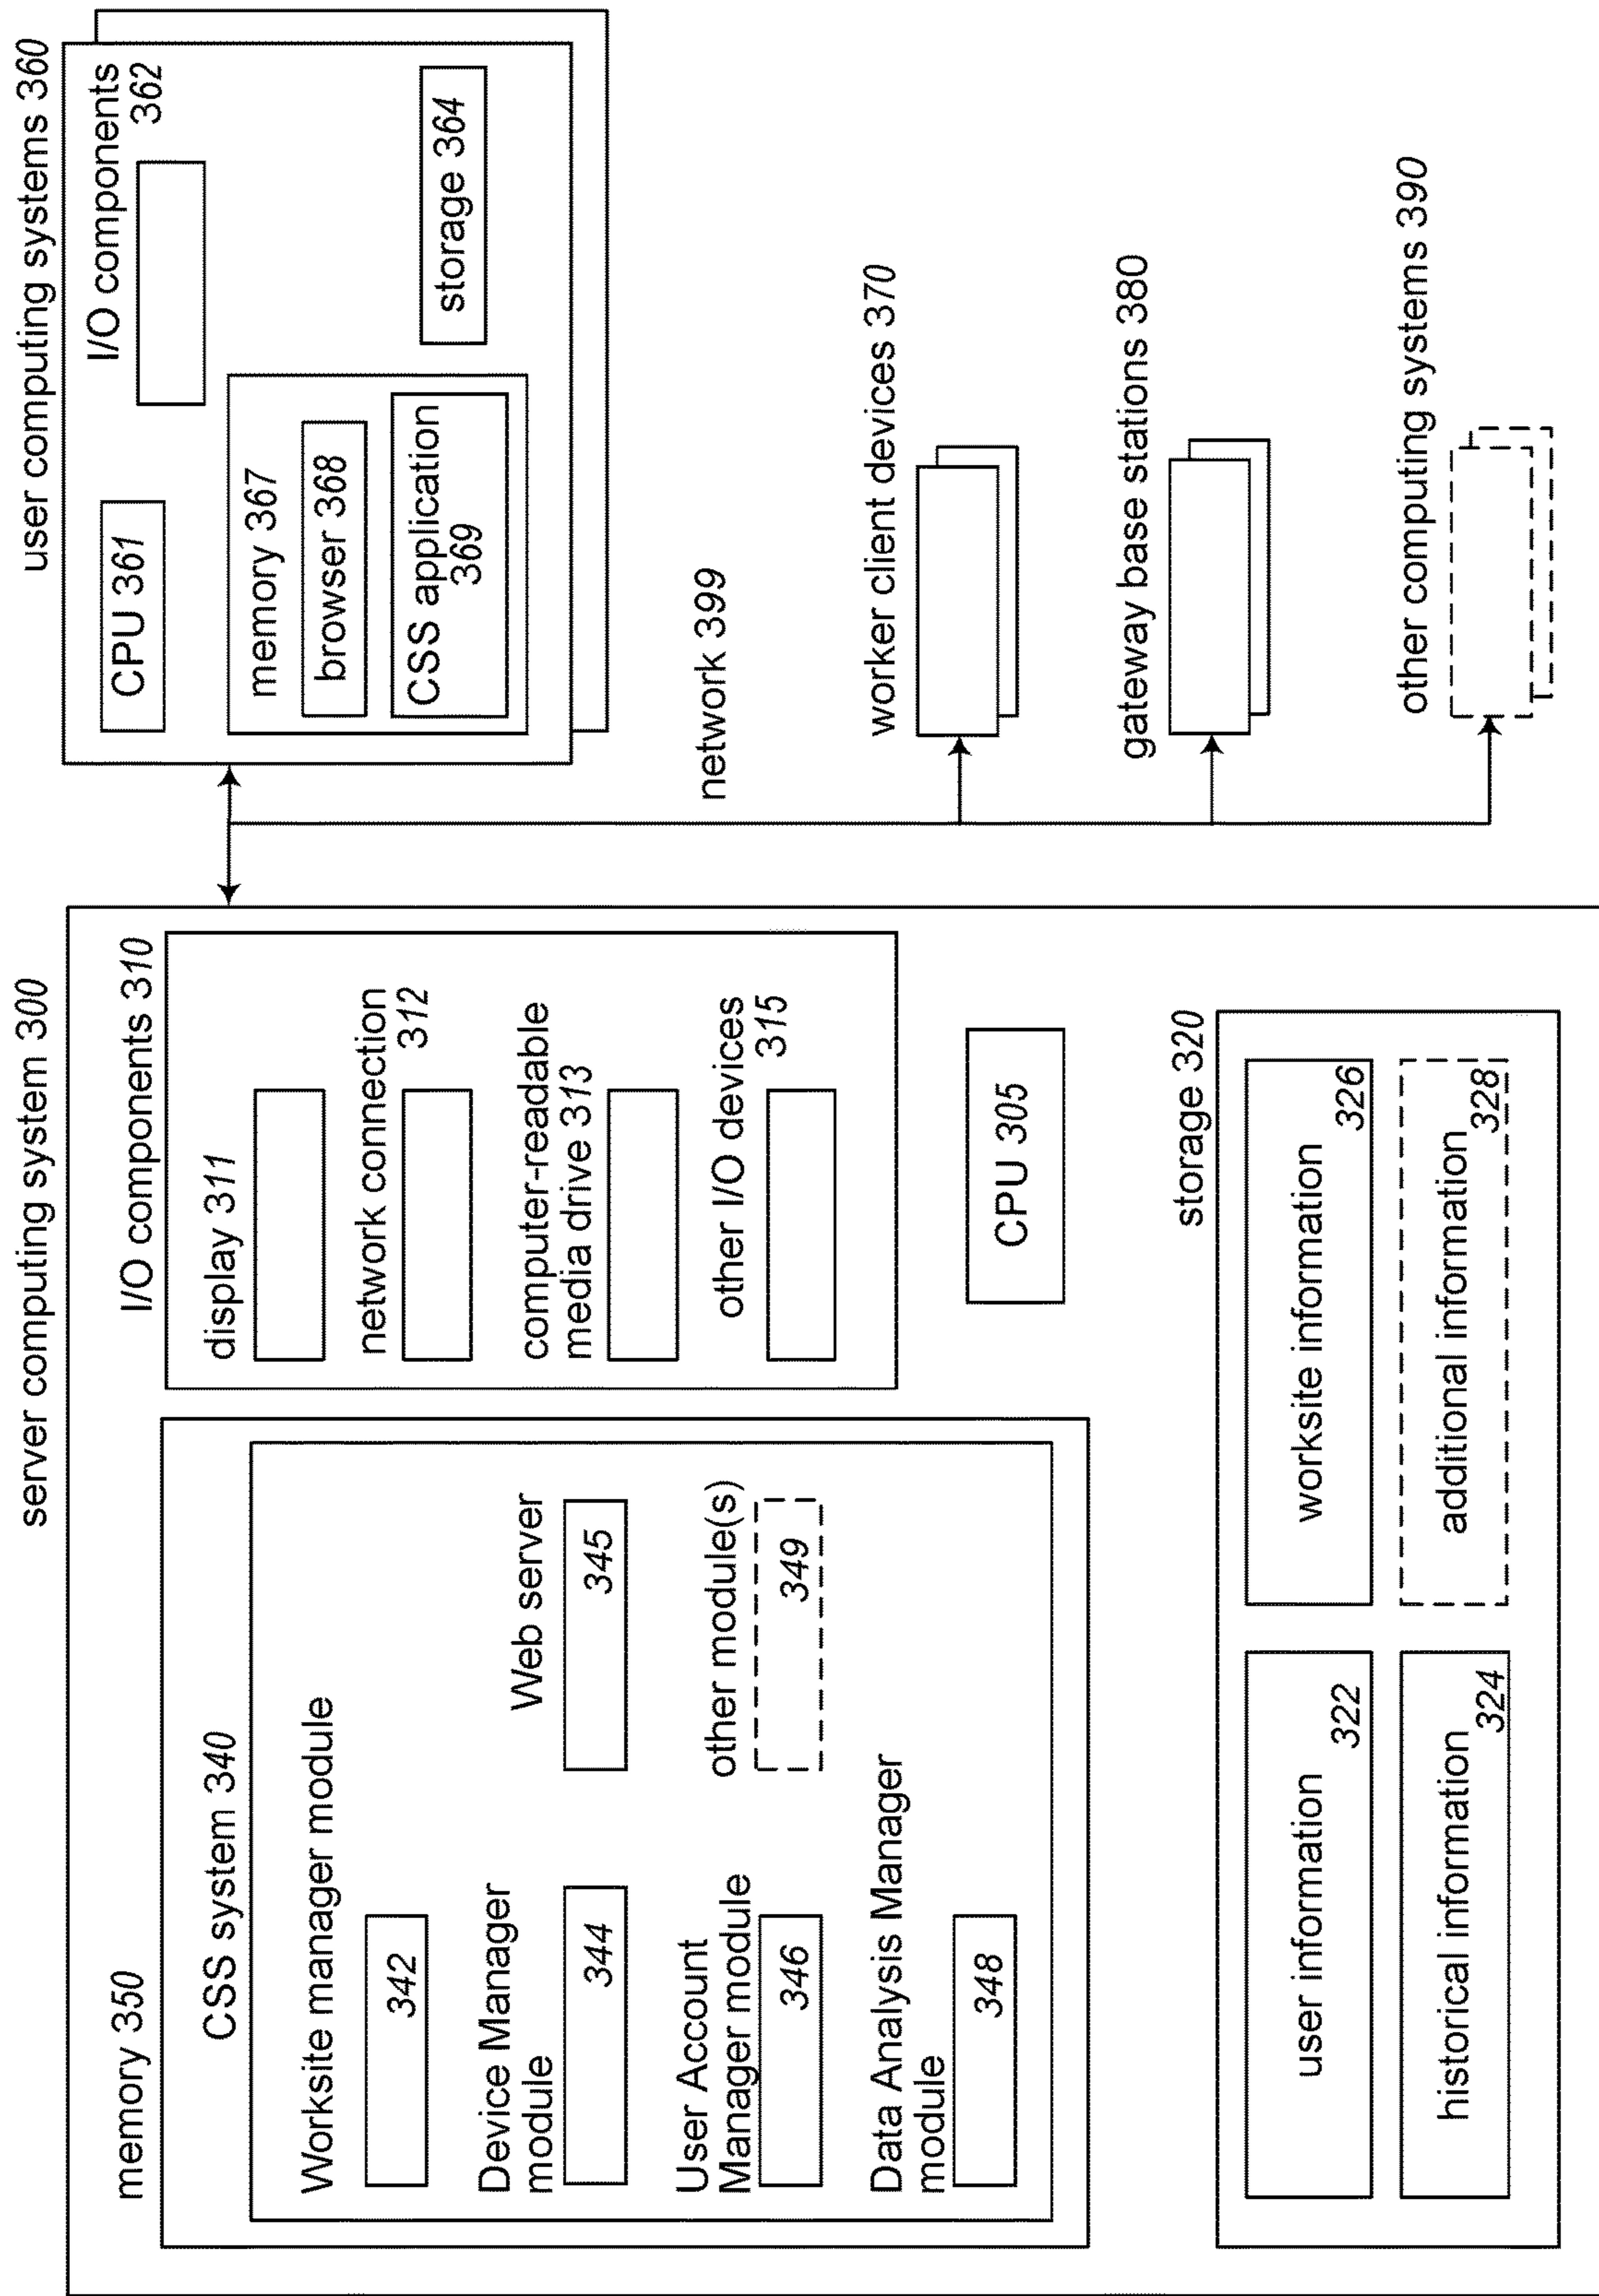 server computing system 300
memory 350
CSS system 340
Worksite manager module
342
Device Manager
module
344
User Account
Manager module
346
Data Analysis Manager
module
348
Web server
345
other module(s)
349
I/O components 310
display 311
network connection
312
computer-readable
media drive 313
other I/O devices
315
CPU 305
storage 320
user information
322
worksite information
326
historical information
324
additional information
328
user computing systems 360
CPU 361
I/O components
362
memory 367
browser 368
CSS application
369
storage 364
network 399
worker client devices 370
gateway base stations 380
other computing systems 390